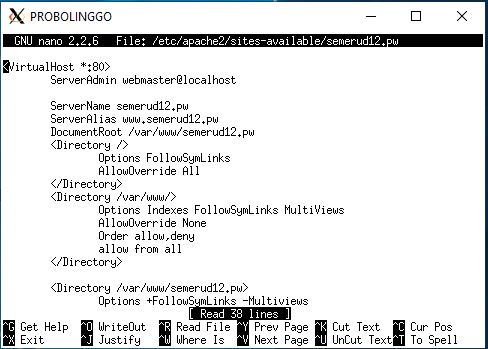 PROBOLINGGO
GNU nano 2.2.6 File: /etc/apache2/sites-available/semerud12.pw
<VirtualHost *:80>
ServerAdmin webmaster@localhost
ServerName semerud12.pw
ServerAlias www.semerud12.pw
DocumentRoot /var/www/semerud12.pw
<Directory />
Options FollowSymLinks
AllowOverride All
</Directory>
<Directory /var/www/>
Options Indexes FollowSymLinks MultiViews
AllowOverride None
Order allow,deny
allow from all
</Directory>
<Directory /var/www/semerud12.pw>
Options +FollowSymLinks -Multiviews
[ Read 38 lines ]
^G Get Help ^O WriteOut ^R Read File ^Y Prev Page ^K Cut Text ^C Cur Pos
^X Exit ^J Justify ^W Where Is ^V Next Page ^U UnCut Text ^T To Spell